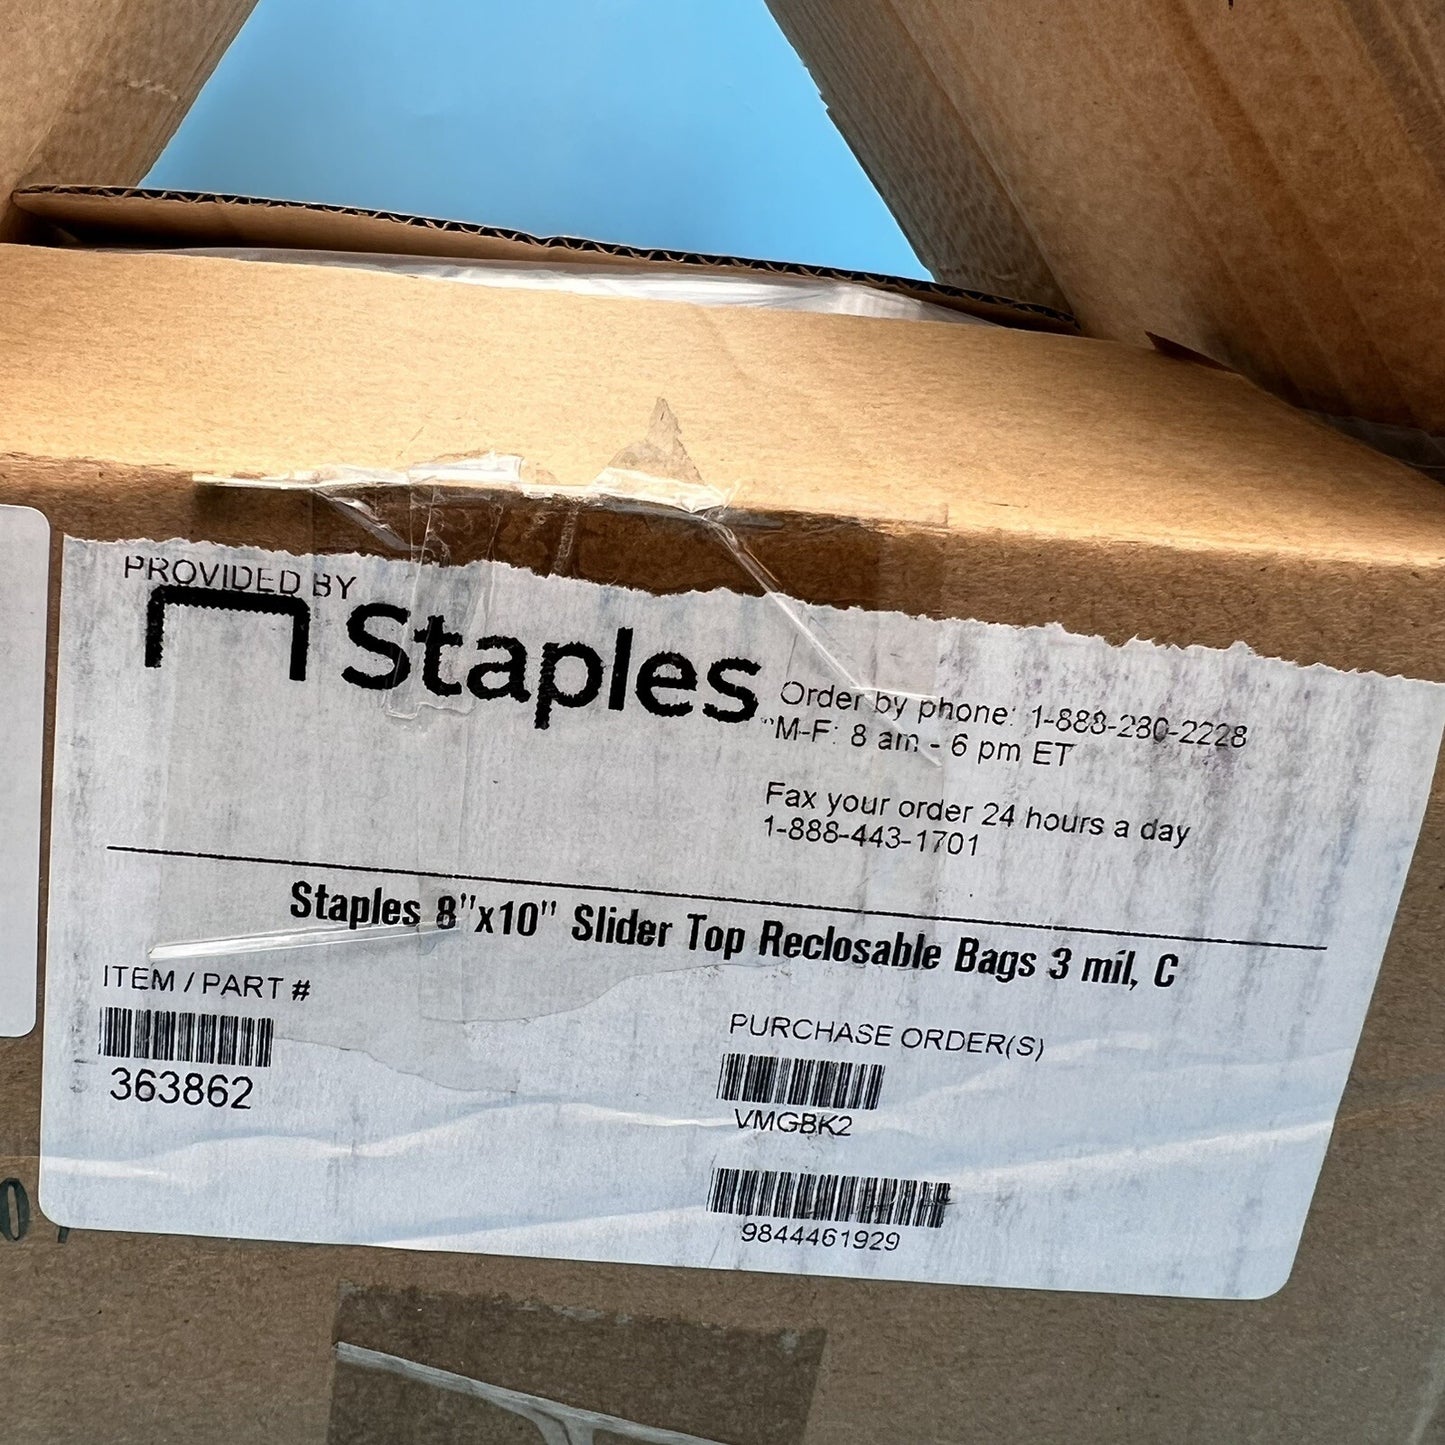 PROVIDED BY
Staples
Order by phone: 1-888-280-2228
M-F: 8 am - 6 pm ET
Fax your order 24 hours a day
1-888-443-1701
Staples 8"x10" Slider Top Reclosable Bags 3 mil, C
ITEM / PART #
363862
PURCHASE ORDER(S)
VMGBK2
9844461929